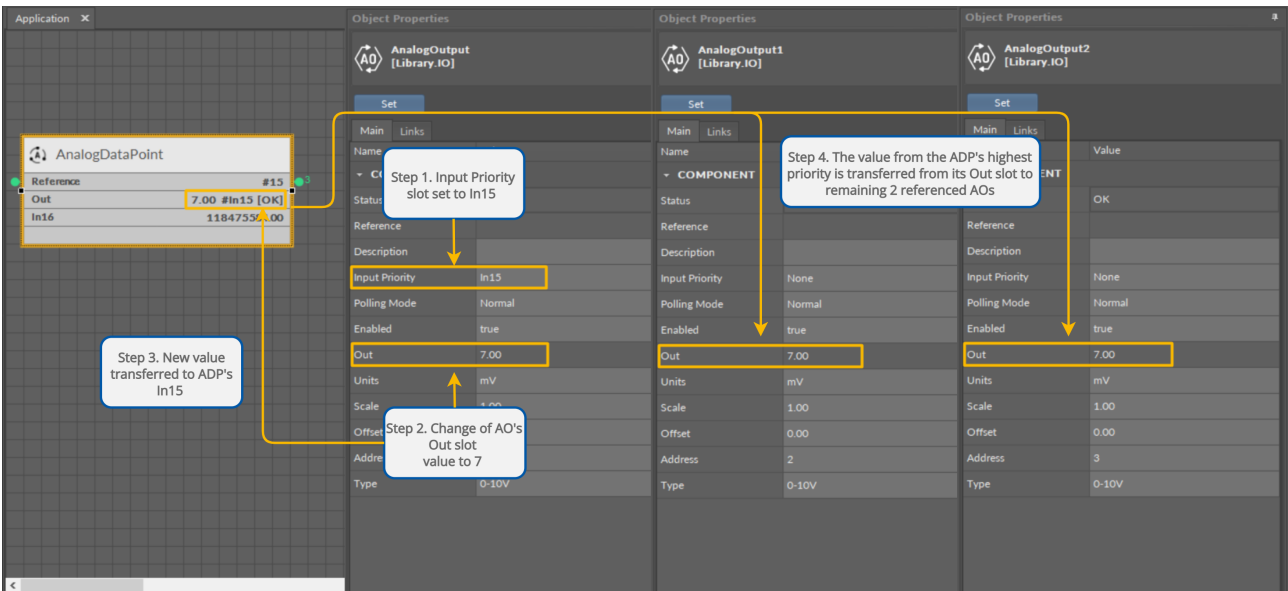 Application ×
AnalogDataPoint
Reference #15 3
Out 7.00 #In15 [OK]
In16
Step 3. New value
transferred to ADP's
In15
Object Properties
AO
AnalogOutput
[Library.IO]
Set
Main Links
Name
Step 1. Input Priority
slot set to In15
Status
Reference
Description
Input Priority In15
Polling Mode Normal
Enabled true
Out 7.00
Units mV
Scale 1.00
Offset
Step 2. Change of AO's
Out slot
value to 7
Type 0-10V
Object Properties
AO
AnalogOutput1
[Library.IO]
Set
Main Links
Name
COMPONENT
Step 4. The value from the ADP's highest
priority is transferred from its Out slot to
remaining 2 referenced AOs
Status
Reference
Description
Input Priority None
Polling Mode Normal
Enabled true
Out 7.00
Units mV
Scale 1.00
Offset 0.00
Address 2
Type 0-10V
Object Properties
AO
AnalogOutput2
[Library.IO]
Set
Main Links
Value
Status OK
Reference
Description
Input Priority None
Polling Mode Normal
Enabled true
Out 7.00
Units mV
Scale 1.00
Offset 0.00
Address 3
Type 0-10V